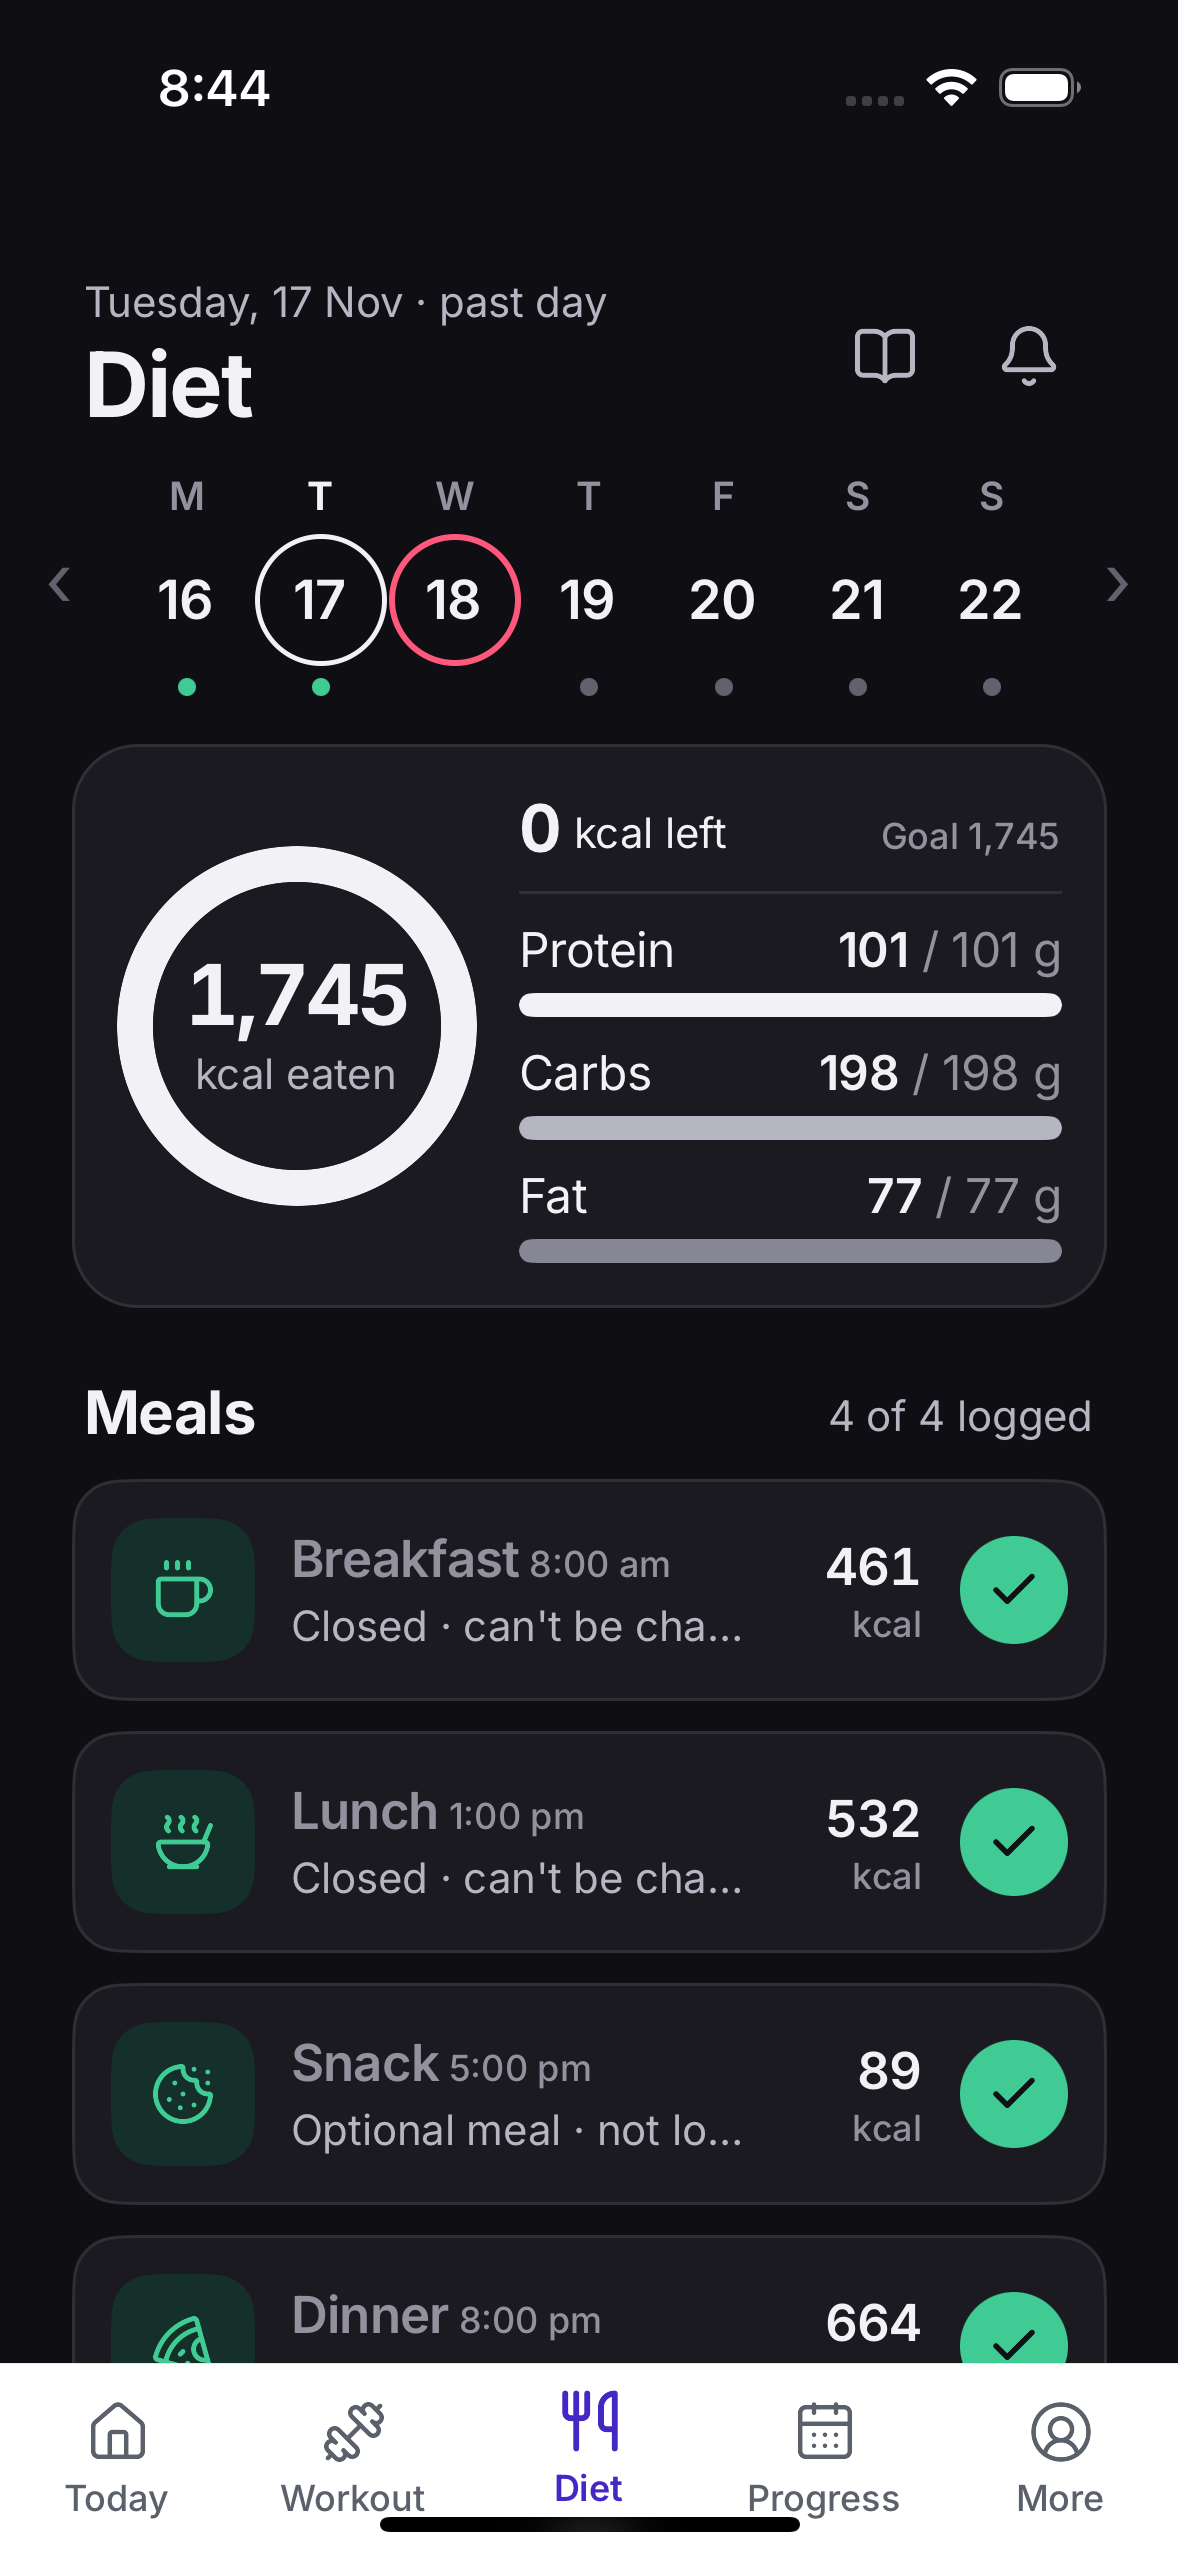 8:44
Tuesday, 17 Nov · past day
Diet
M T W T F S S
‹ 16 17 18 19 20 21 22 ›
0 kcal left Goal 1,745
1,745
kcal eaten
Protein 101 / 101 g
Carbs 198 / 198 g
Fat 77 / 77 g
Meals 4 of 4 logged
Breakfast 8:00 am 461
Closed · can't be cha... kcal
Lunch 1:00 pm 532
Closed · can't be cha... kcal
Snack 5:00 pm 89
Optional meal · not lo... kcal
Dinner 8:00 pm 664
Today Workout Diet Progress More